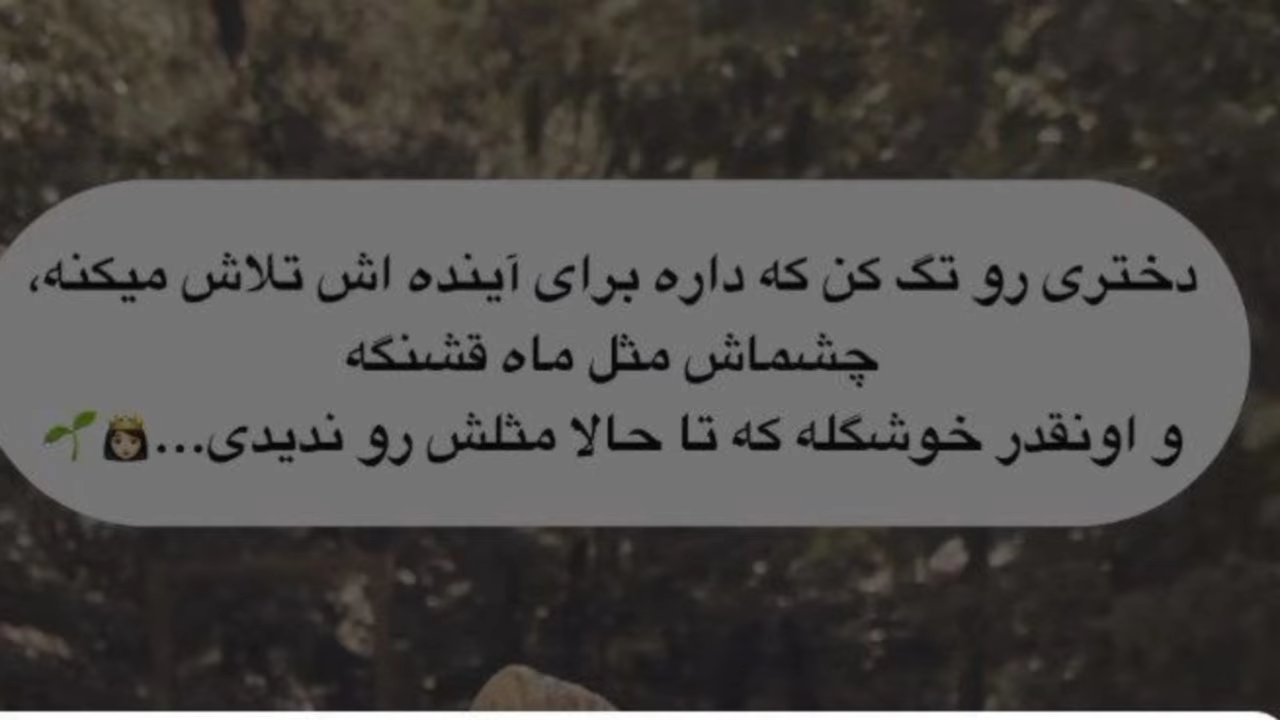 دختری رو تگ کن که داره برای آینده اش تلاش میکنه،
چشماش مثل ماه قشنگه
و اونقدر خوشگله که تا حالا مثلش رو ندیدی...👸🏻🌱